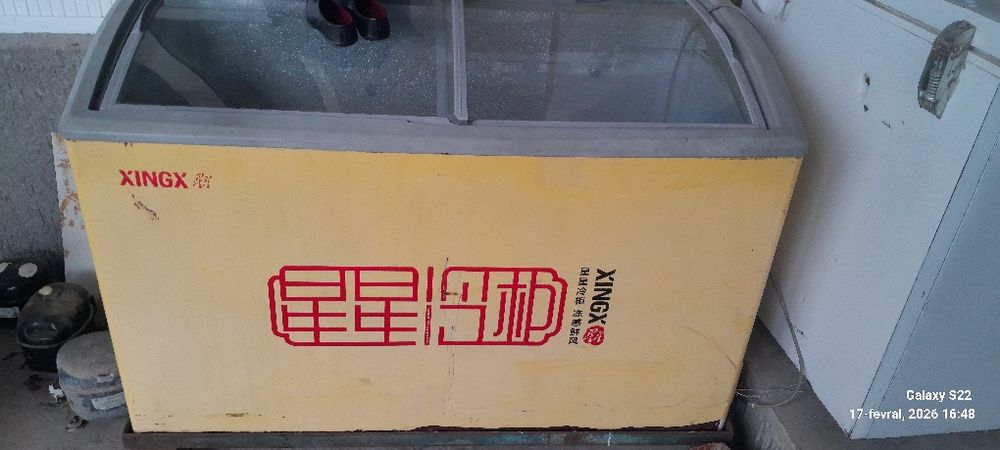 XINGX
星星冷柜
XINGX
Galaxy S22
17-fevral, 2026 16:48